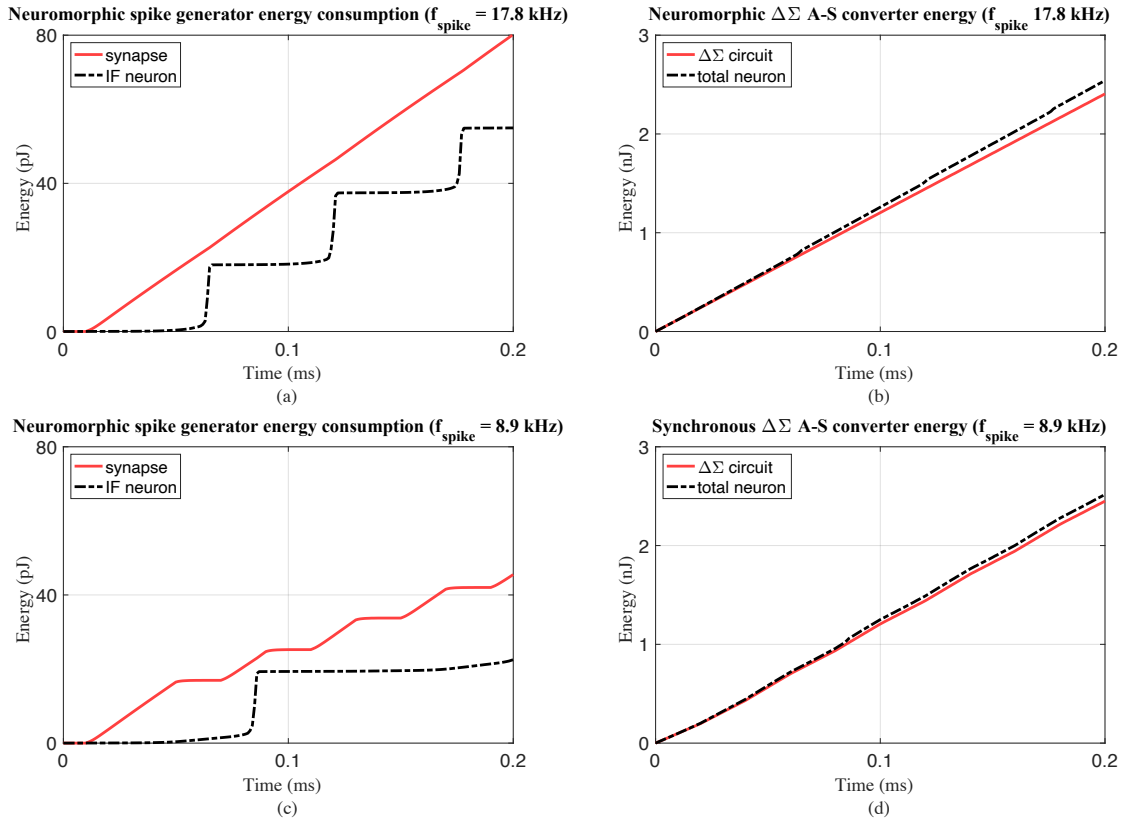 Neuromorphic spike generator energy consumption (f_spike = 17.8 kHz)
80
synapse
IF neuron
Energy (pJ)
40
0
0
0.1
0.2
Time (ms)
(a)
Neuromorphic ΔΣ A-S converter energy (f_spike 17.8 kHz)
3
ΔΣ circuit
total neuron
2
Energy (nJ)
1
0
0
0.1
0.2
Time (ms)
(b)
Neuromorphic spike generator energy consumption (f_spike = 8.9 kHz)
80
synapse
IF neuron
Energy (pJ)
40
0
0
0.1
0.2
Time (ms)
(c)
Synchronous ΔΣ A-S converter energy (f_spike = 8.9 kHz)
3
ΔΣ circuit
total neuron
2
Energy (nJ)
1
0
0
0.1
0.2
Time (ms)
(d)